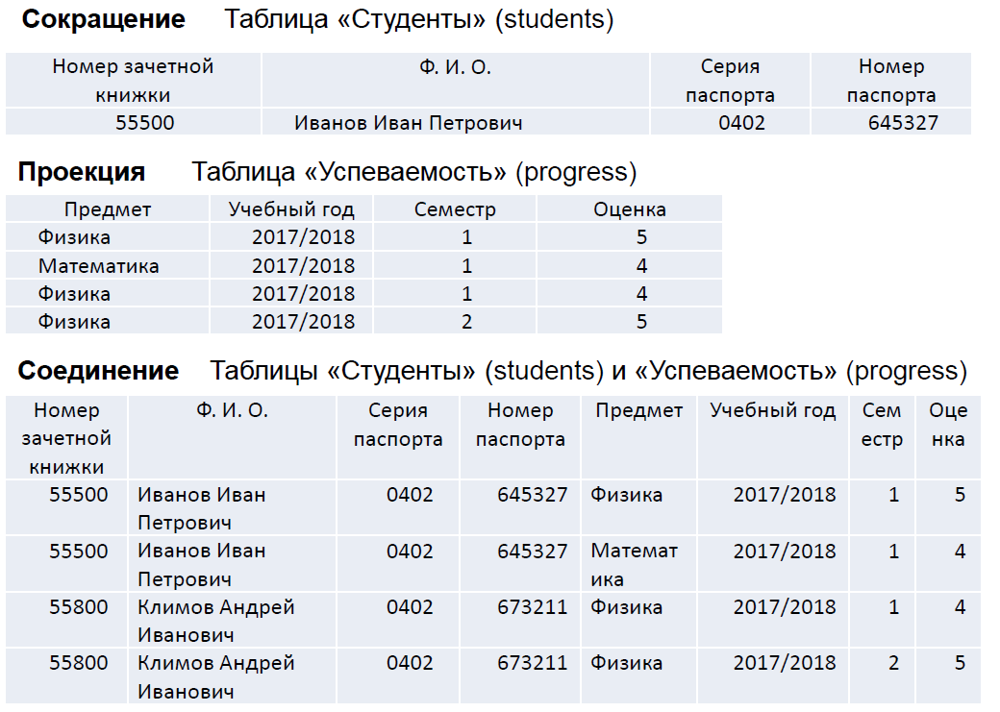 Сокращение Таблица «Студенты» (students)
Номер зачетной книжки Ф. И. О. Серия паспорта Номер паспорта
55500 Иванов Иван Петрович 0402 645327
Проекция Таблица «Успеваемость» (progress)
Предмет Учебный год Семестр Оценка
Физика 2017/2018 1 5
Математика 2017/2018 1 4
Физика 2017/2018 1 4
Физика 2017/2018 2 5
Соединение Таблицы «Студенты» (students) и «Успеваемость» (progress)
Номер зачетной книжки Ф. И. О. Серия паспорта Номер паспорта Предмет Учебный год Сем естр Оце нка
55500 Иванов Иван Петрович 0402 645327 Физика 2017/2018 1 5
55500 Иванов Иван Петрович 0402 645327 Математ ика 2017/2018 1 4
55800 Климов Андрей Иванович 0402 673211 Физика 2017/2018 1 4
55800 Климов Андрей Иванович 0402 673211 Физика 2017/2018 2 5